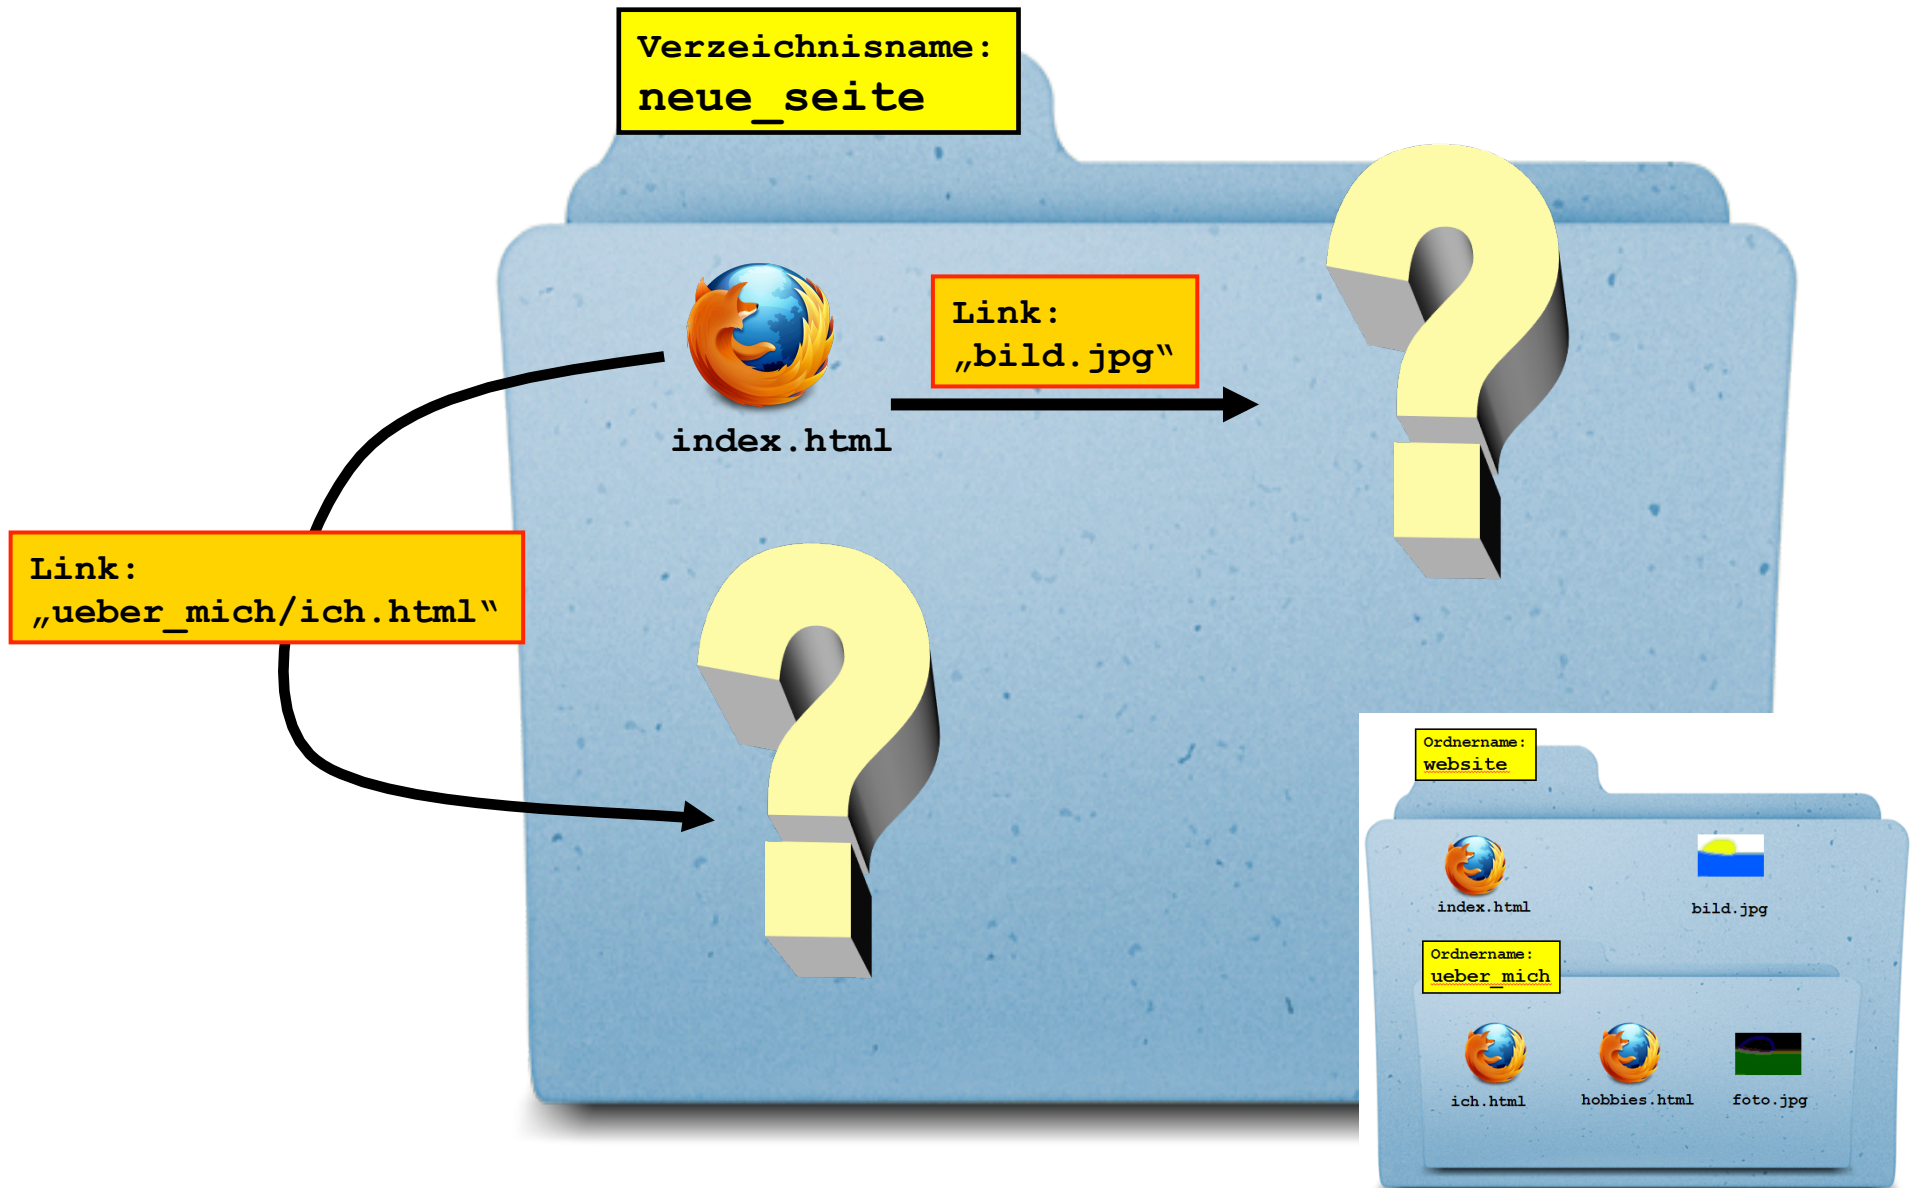 Verzeichnisname:
neue_seite
Link:
„bild.jpg“
index.html
Link:
„ueber_mich/ich.html“
Ordnername:
website
index.html
bild.jpg
Ordnername:
ueber_mich
ich.html
hobbies.html
foto.jpg